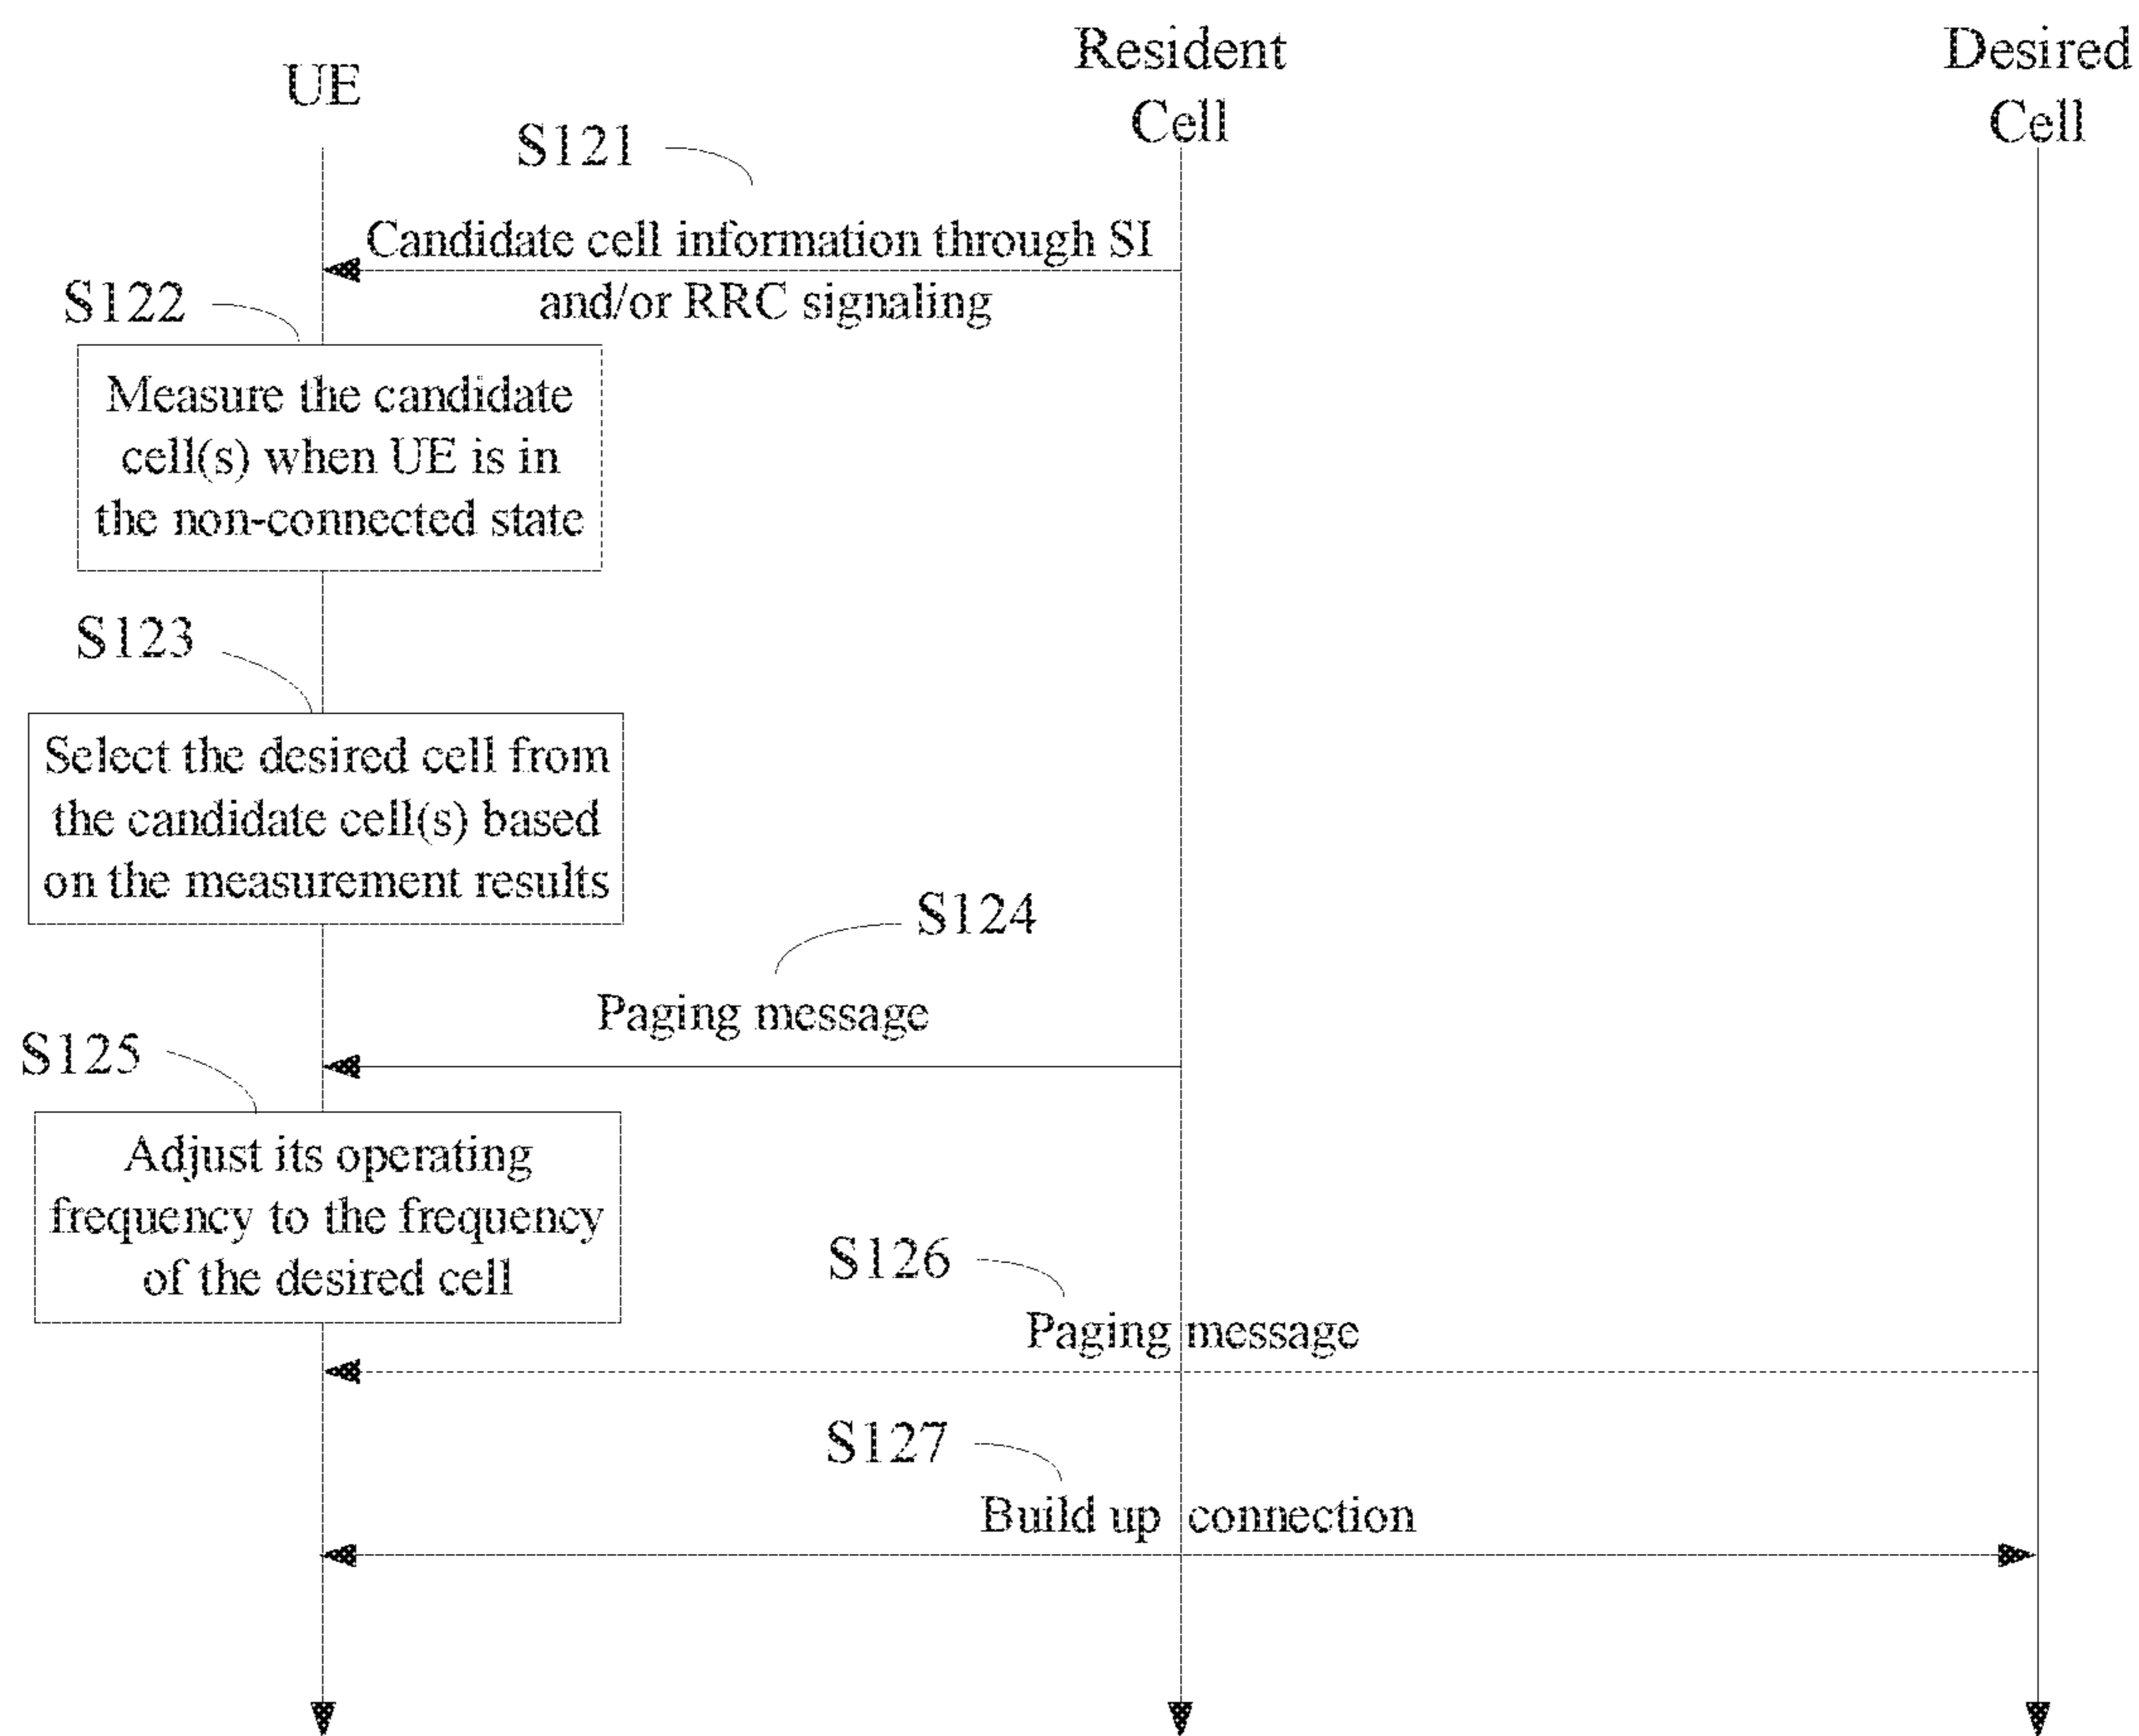 UE
Resident
Cell
Desired
Cell
S121
Candidate cell information through SI
and/or RRC signaling
S122
Measure the candidate
cell(s) when UE is in
the non-connected state
S123
Select the desired cell from
the candidate cell(s) based
on the measurement results
S124
Paging message
S125
Adjust its operating
frequency to the frequency
of the desired cell
S126
Paging message
S127
Build up connection